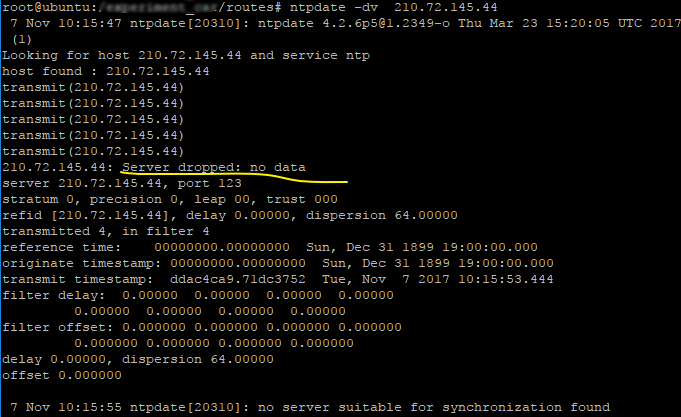 root@ubuntu:/experiment_car/routes# ntpdate -dv  210.72.145.44
 7 Nov 10:15:47 ntpdate[20310]: ntpdate 4.2.6p5@1.2349-o Thu Mar 23 15:20:05 UTC 2017
 (1)
Looking for host 210.72.145.44 and service ntp
host found : 210.72.145.44
transmit(210.72.145.44)
transmit(210.72.145.44)
transmit(210.72.145.44)
transmit(210.72.145.44)
transmit(210.72.145.44)
210.72.145.44: Server dropped: no data
server 210.72.145.44, port 123
stratum 0, precision 0, leap 00, trust 000
refid [210.72.145.44], delay 0.00000, dispersion 64.00000
transmitted 4, in filter 4
reference time:    00000000.00000000  Sun, Dec 31 1899 19:00:00.000
originate timestamp: 00000000.00000000  Sun, Dec 31 1899 19:00:00.000
transmit timestamp:  ddac4ca9.71dc3752  Tue, Nov  7 2017 10:15:53.444
filter delay:  0.00000  0.00000  0.00000  0.00000
         0.00000  0.00000  0.00000  0.00000
filter offset: 0.000000 0.000000 0.000000 0.000000
         0.000000 0.000000 0.000000 0.000000
delay 0.00000, dispersion 64.00000
offset 0.000000
 7 Nov 10:15:55 ntpdate[20310]: no server suitable for synchronization found